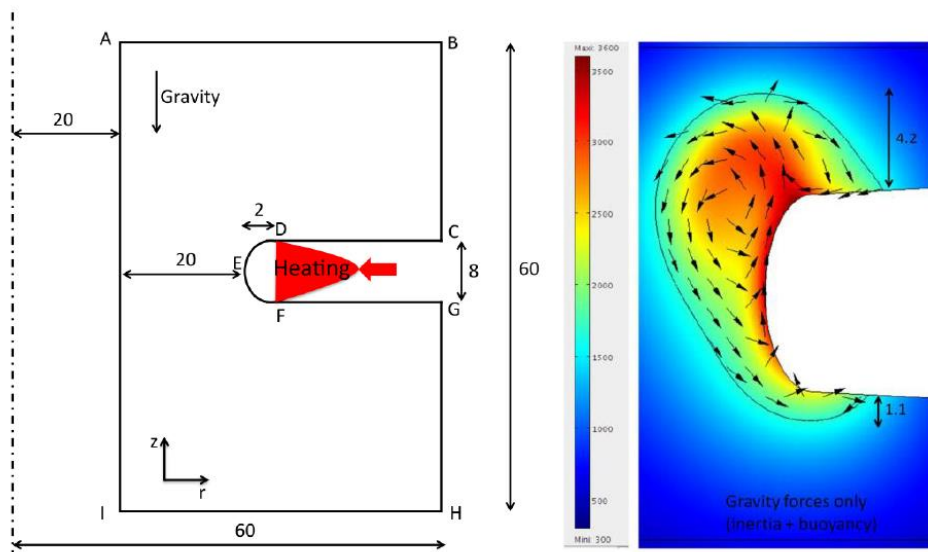 A
B
Gravity
20
2
D
C
20
E
Heating
8
60
F
G
z
r
I
H
60
Maxi: 3600
3500
3000
2500
2000
1500
1000
500
Mini: 300
4.2
1.1
Gravity forces only
(inertia + buoyancy)